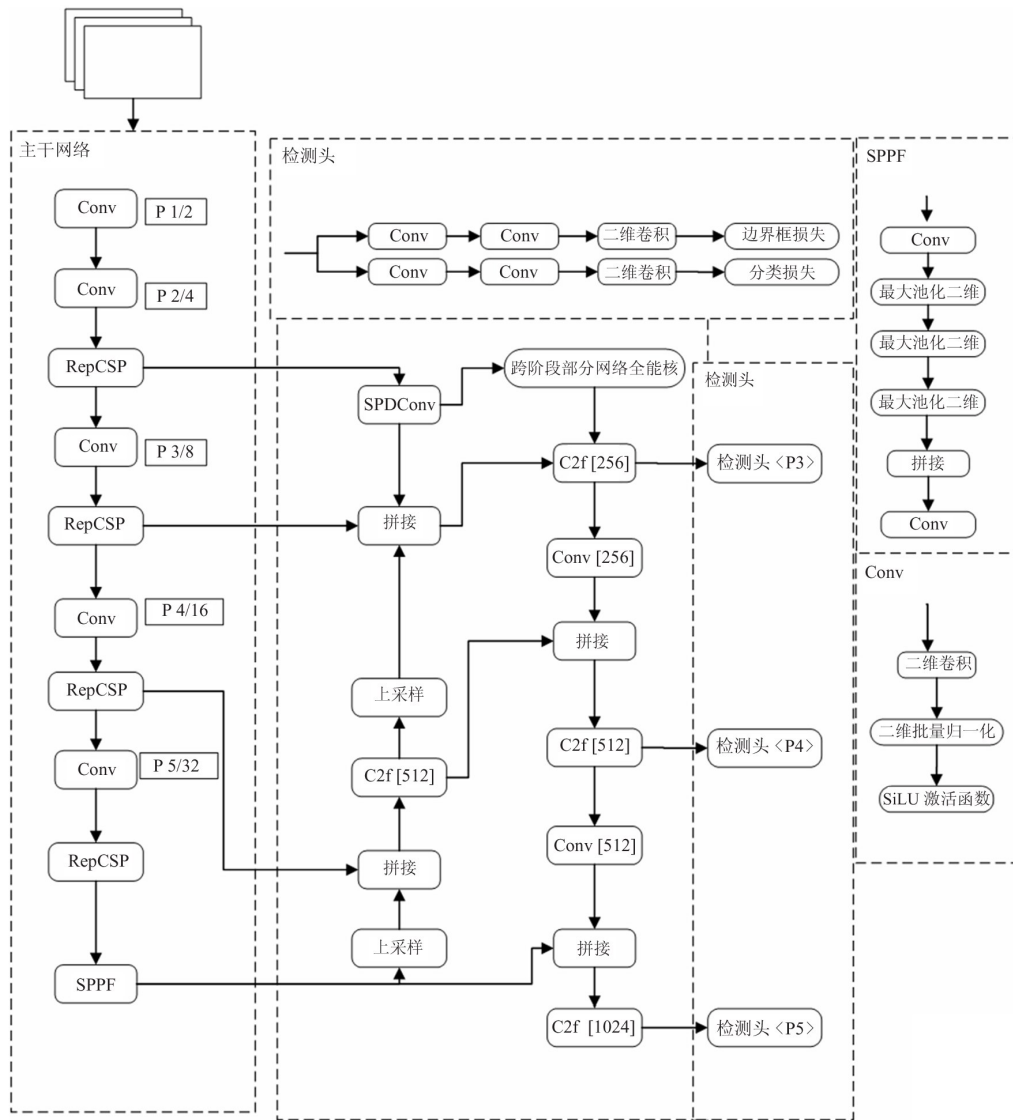 主干网络
Conv
P 1/2
Conv
P 2/4
RepCSP
Conv
P 3/8
RepCSP
Conv
P 4/16
RepCSP
Conv
P 5/32
RepCSP
SPPF
检测头
Conv
Conv
二维卷积
边界框损失
Conv
Conv
二维卷积
分类损失
SPDConv
拼接
上采样
C2f [512]
拼接
上采样
跨阶段部分网络全能核
C2f [256]
Conv [256]
拼接
C2f [512]
Conv [512]
拼接
C2f [1024]
检测头
检测头<P3>
检测头<P4>
检测头<P5>
SPPF
Conv
最大池化二维
最大池化二维
最大池化二维
拼接
Conv
Conv
二维卷积
二维批量归一化
SiLU 激活函数